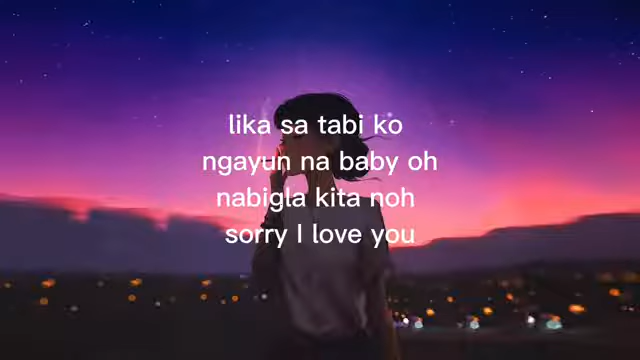 lika sa tabi ko
ngayun na baby oh
nabigla kita noh
sorry I love you